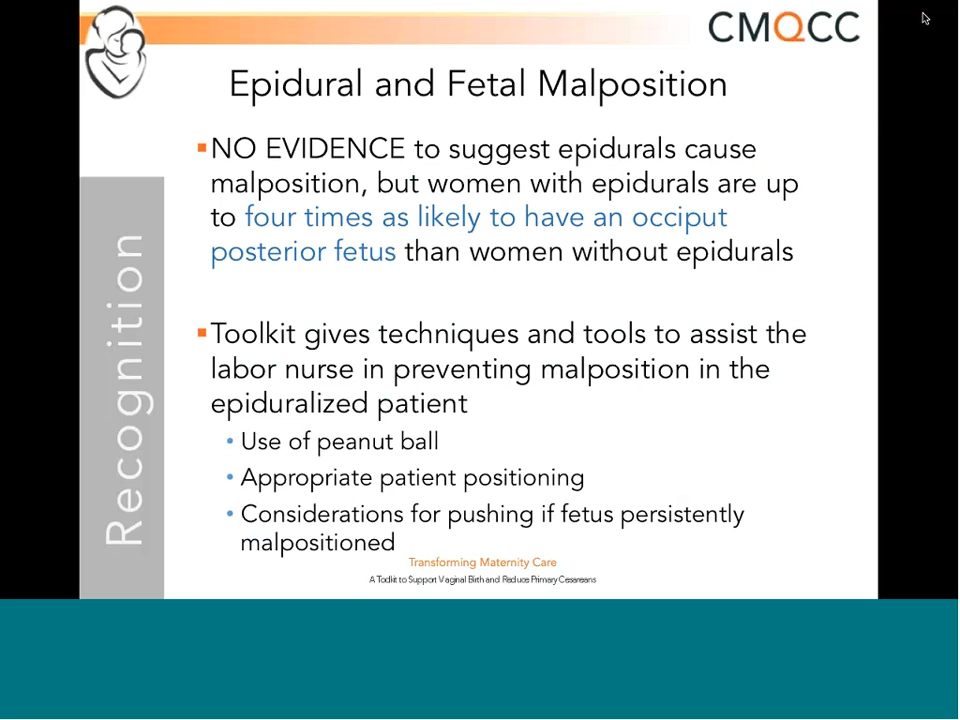 CMQCC
Epidural and Fetal Malposition
▪NO EVIDENCE to suggest epidurals cause
malposition, but women with epidurals are up
to four times as likely to have an occiput
posterior fetus than women without epidurals
▪Toolkit gives techniques and tools to assist the
labor nurse in preventing malposition in the
epiduralized patient
• Use of peanut ball
• Appropriate patient positioning
• Considerations for pushing if fetus persistently
malpositioned
Recognition
Transforming Maternity Care
A Toolkit to Support Vaginal Birth and Reduce Primary Cesareans